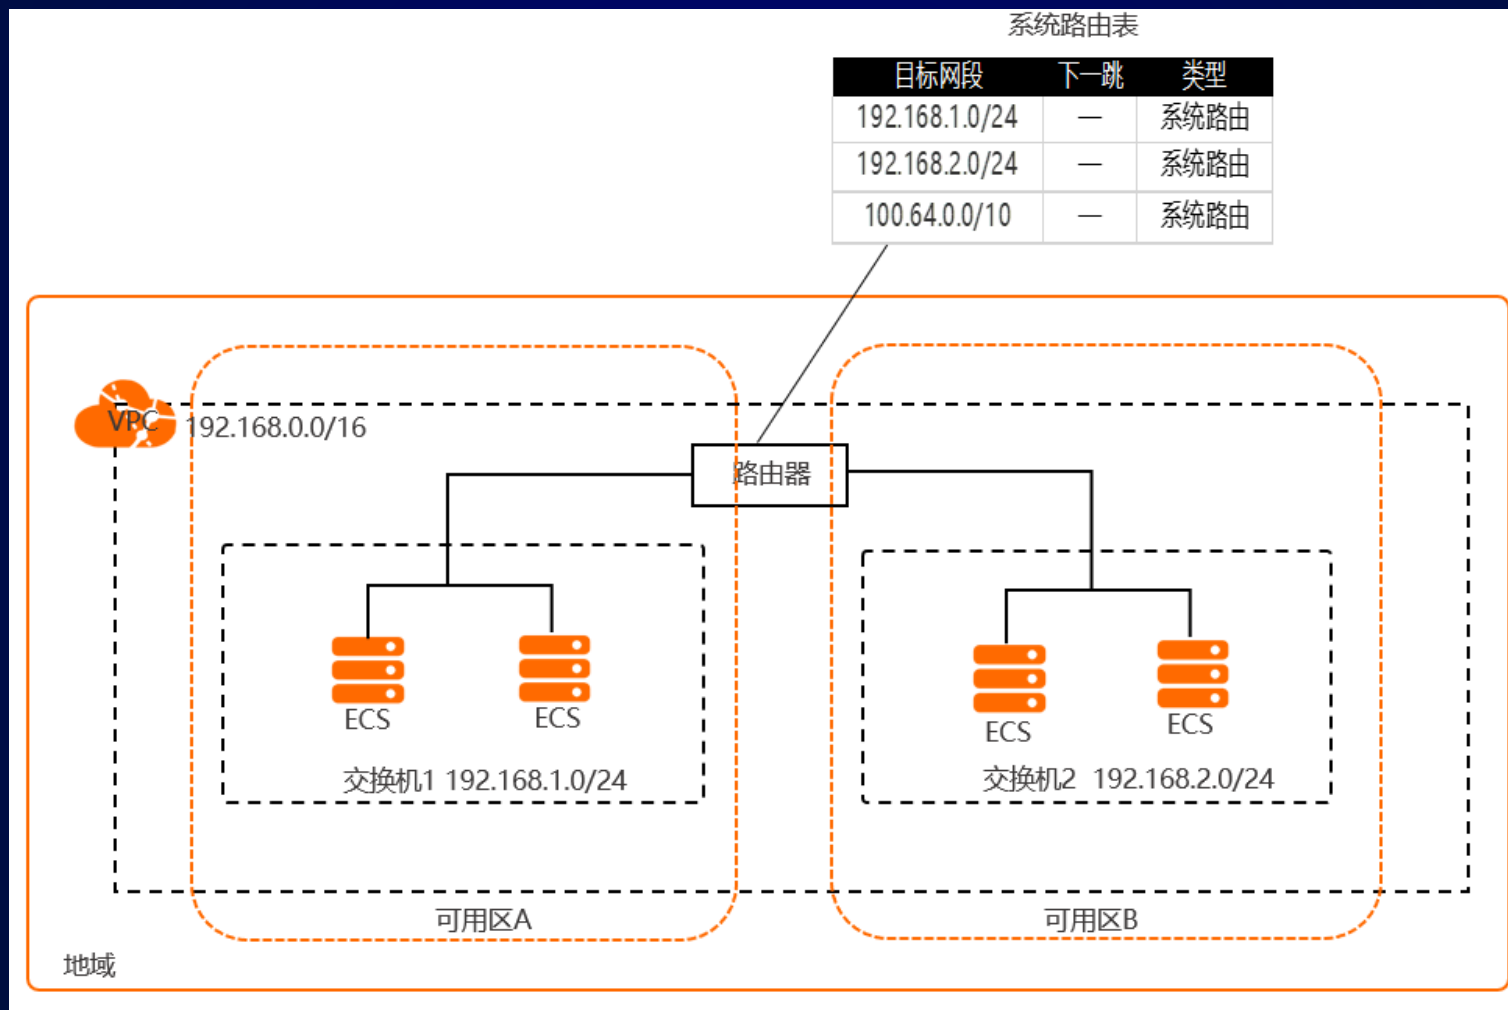 系统路由表
目标网段 下一跳 类型
192.168.1.0/24 — 系统路由
192.168.2.0/24 — 系统路由
100.64.0.0/10 — 系统路由
VPC 192.168.0.0/16
路由器
ECS ECS
ECS ECS
交换机1 192.168.1.0/24
交换机2 192.168.2.0/24
可用区A
可用区B
地域